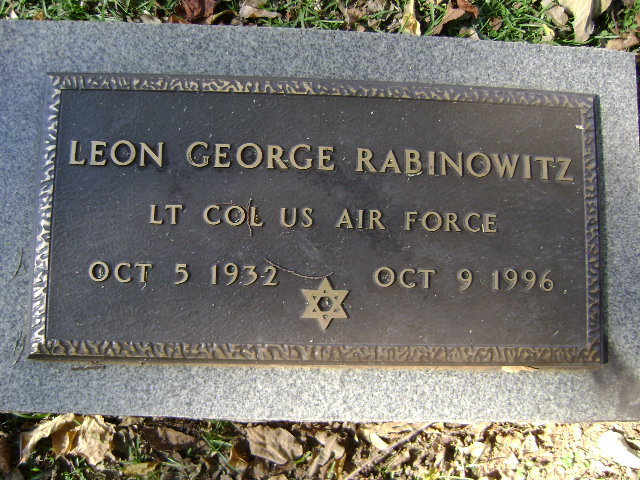 LEON GEORGE RABINOWITZ
LT COL US AIR FORCE
OCT 5 1932 OCT 9 1996